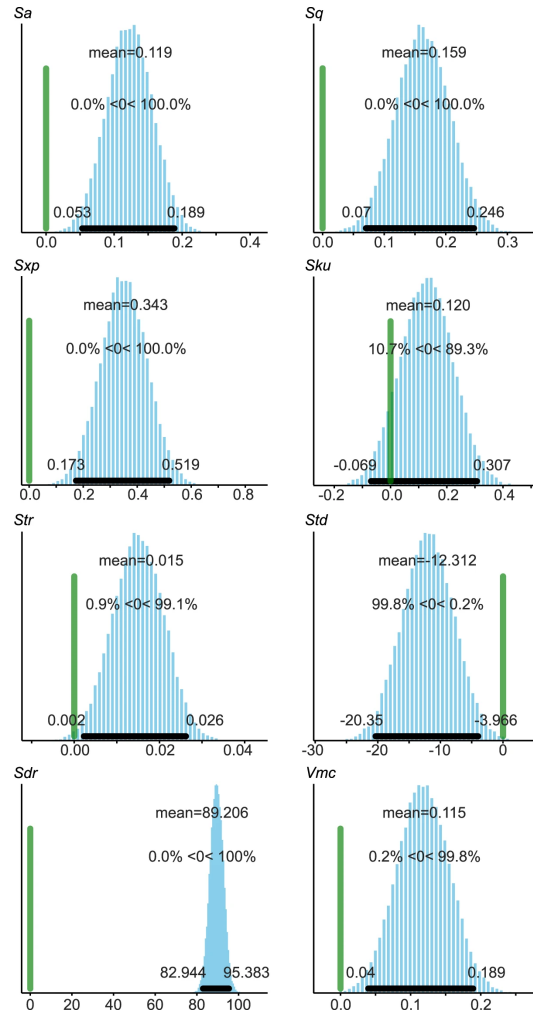 Sa
mean=0.119
0.0% <0< 100.0%
0.053 0.189
0.0 0.1 0.2 0.4
Sq
mean=0.159
0.0% <0< 100.0%
0.07 0.246
0.0 0.1 0.2 0.3
Sxp
mean=0.343
0.0% <0< 100.0%
0.173 0.519
0.0 0.2 0.4 0.6 0.8
Sku
mean=0.120
10.7% <0< 89.3%
-0.069 0.307
-0.2 0.0 0.2 0.4
Str
mean=0.015
0.9% <0< 99.1%
0.002 0.026
0.00 0.02 0.04
Std
mean=-12.312
99.8% <0< 0.2%
-20.35 -3.966
-30 -20 -10 0
Sdr
mean=89.206
0.0% <0< 100%
82.944 95.383
0 20 40 60 80 100
Vmc
mean=0.115
0.2% <0< 99.8%
0.04 0.189
0.0 0.1 0.2